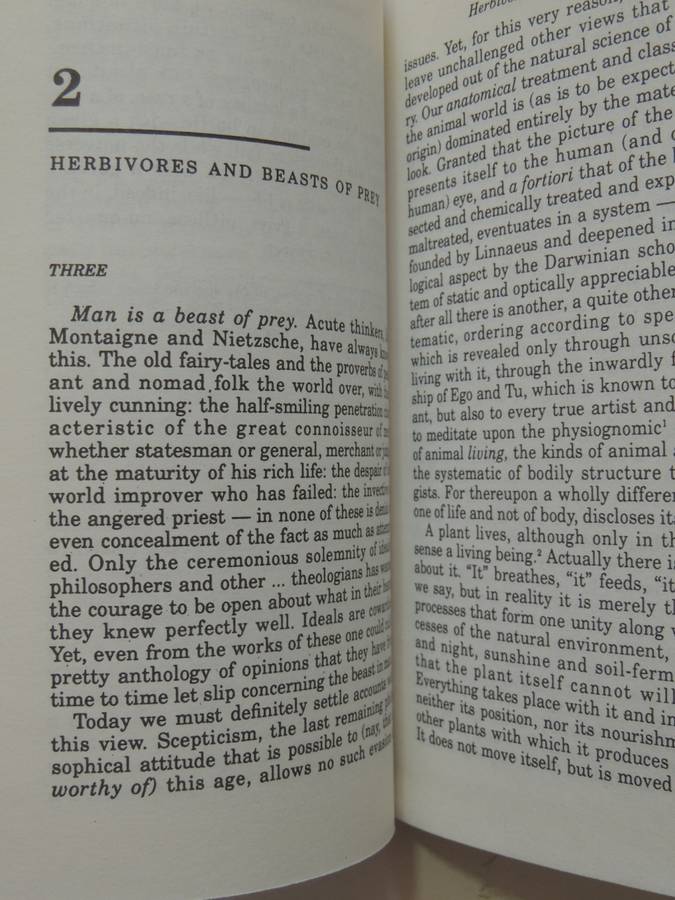 2
HERBIVORES AND BEASTS OF PREY
THREE
Man is a beast of prey. Acute thinkers,
Montaigne and Nietzsche, have always
this. The old fairy-tales and the proverbs of
ant and nomad folk the world over, with
lively cunning: the half-smiling penetration
acteristic of the great connoisseur of
whether statesman or general, merchant or
at the maturity of his rich life: the despair of
world improver who has failed: the
the angered priest — in none of these is
even concealment of the fact as much as
ed. Only the ceremonious solemnity of
philosophers and other ... theologians has
the courage to be open about what in their
they knew perfectly well. Ideals are
Yet, even from the works of these one could
pretty anthology of opinions that they have
time to time let slip concerning the beast in
Today we must definitely settle accounts
this view. Scepticism, the last remaining
sophical attitude that is possible to (nay,
worthy of) this age, allows no such
issues. Yet, for this very reason,
leave unchallenged other views that
developed out of the natural science of
ry. Our anatomical treatment and
the animal world is (as is to be
origin) dominated entirely by the
look. Granted that the picture of the
presents itself to the human (and
human) eye, and a fortiori that of the
sected and chemically treated and
maltreated, eventuates in a system —
founded by Linnaeus and deepened in
logical aspect by the Darwinian
tem of static and optically appreciable
after all there is another, a quite other
tematic, ordering according to
which is revealed only through
living with it, through the inwardly
ship of Ego and Tu, which is known to
ant, but also to every true artist and
to meditate upon the physiognomic¹
of animal living, the kinds of animal
the systematic of bodily structure
gists. For thereupon a wholly
one of life and not of body, discloses
A plant lives, although only in
sense a living being.² Actually there
about it. "It" breathes, "it" feeds, "it
we say, but in reality it is merely
processes that form one unity along
cesses of the natural environment,
and night, sunshine and
that the plant itself cannot will
Everything takes place with it and in
neither its position, nor its
other plants with which it produces
It does not move itself, but is moved